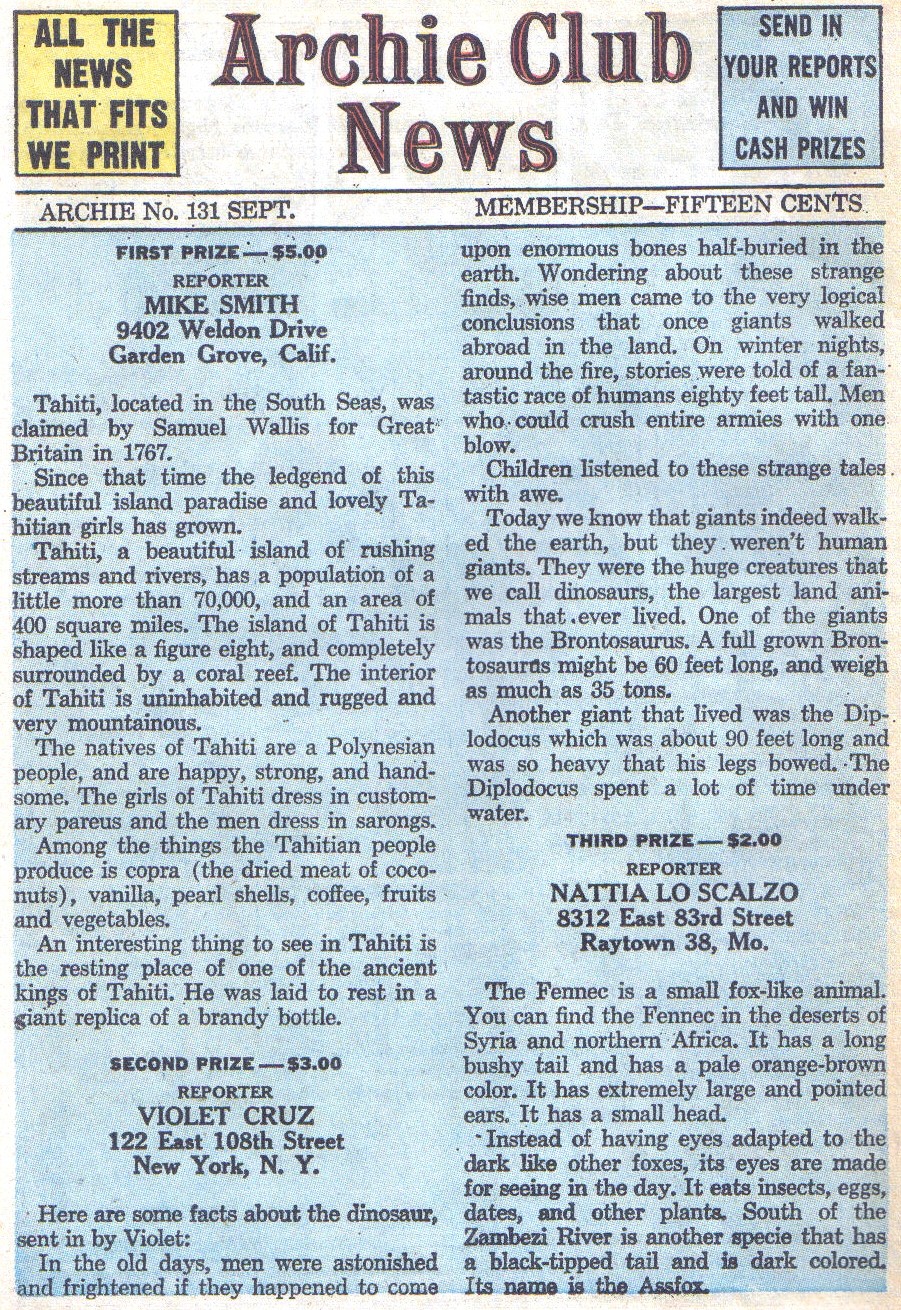 ALL THE
NEWS
THAT FITS
WE PRINT
Archie Club
News
SEND IN
YOUR REPORTS
AND WIN
CASH PRIZES
ARCHIE No. 131 SEPT.
MEMBERSHIP—FIFTEEN CENTS
FIRST PRIZE — $5.00
REPORTER
MIKE SMITH
9402 Weldon Drive
Garden Grove, Calif.
Tahiti, located in the South Seas, was
claimed by Samuel Wallis for Great
Britain in 1767.
Since that time the ledgend of this
beautiful island paradise and lovely Ta-
hitian girls has grown.
Tahiti, a beautiful island of rushing
streams and rivers, has a population of a
little more than 70,000, and an area of
400 square miles. The island of Tahiti is
shaped like a figure eight, and completely
surrounded by a coral reef. The interior
of Tahiti is uninhabited and rugged and
very mountainous.
The natives of Tahiti are a Polynesian
people, and are happy, strong, and hand-
some. The girls of Tahiti dress in custom-
ary pareus and the men dress in sarongs.
Among the things the Tahitian people
produce is copra (the dried meat of coco-
nuts), vanilla, pearl shells, coffee, fruits
and vegetables.
An interesting thing to see in Tahiti is
the resting place of one of the ancient
kings of Tahiti. He was laid to rest in a
giant replica of a brandy bottle.
SECOND PRIZE — $3.00
REPORTER
VIOLET CRUZ
122 East 108th Street
New York, N. Y.
Here are some facts about the dinosaur,
sent in by Violet:
In the old days, men were astonished
and frightened if they happened to come
upon enormous bones half-buried in the
earth. Wondering about these strange
finds, wise men came to the very logical
conclusions that once giants walked
abroad in the land. On winter nights,
around the fire, stories were told of a fan-
tastic race of humans eighty feet tall. Men
who could crush entire armies with one
blow.
Children listened to these strange tales
with awe.
Today we know that giants indeed walk-
ed the earth, but they weren't human
giants. They were the huge creatures that
we call dinosaurs, the largest land ani-
mals that ever lived. One of the giants
was the Brontosaurus. A full grown Bron-
tosaurus might be 60 feet long, and weigh
as much as 35 tons.
Another giant that lived was the Dip-
lodocus which was about 90 feet long and
was so heavy that his legs bowed. The
Diplodocus spent a lot of time under
water.
THIRD PRIZE — $2.00
REPORTER
NATTIA LO SCALZO
8312 East 83rd Street
Raytown 38, Mo.
The Fennec is a small fox-like animal.
You can find the Fennec in the deserts of
Syria and northern Africa. It has a long
bushy tail and has a pale orange-brown
color. It has extremely large and pointed
ears. It has a small head.
Instead of having eyes adapted to the
dark like other foxes, its eyes are made
for seeing in the day. It eats insects, eggs,
dates, and other plants. South of the
Zambezi River is another specie that has
a black-tipped tail and is dark colored.
Its name is the Assfox.